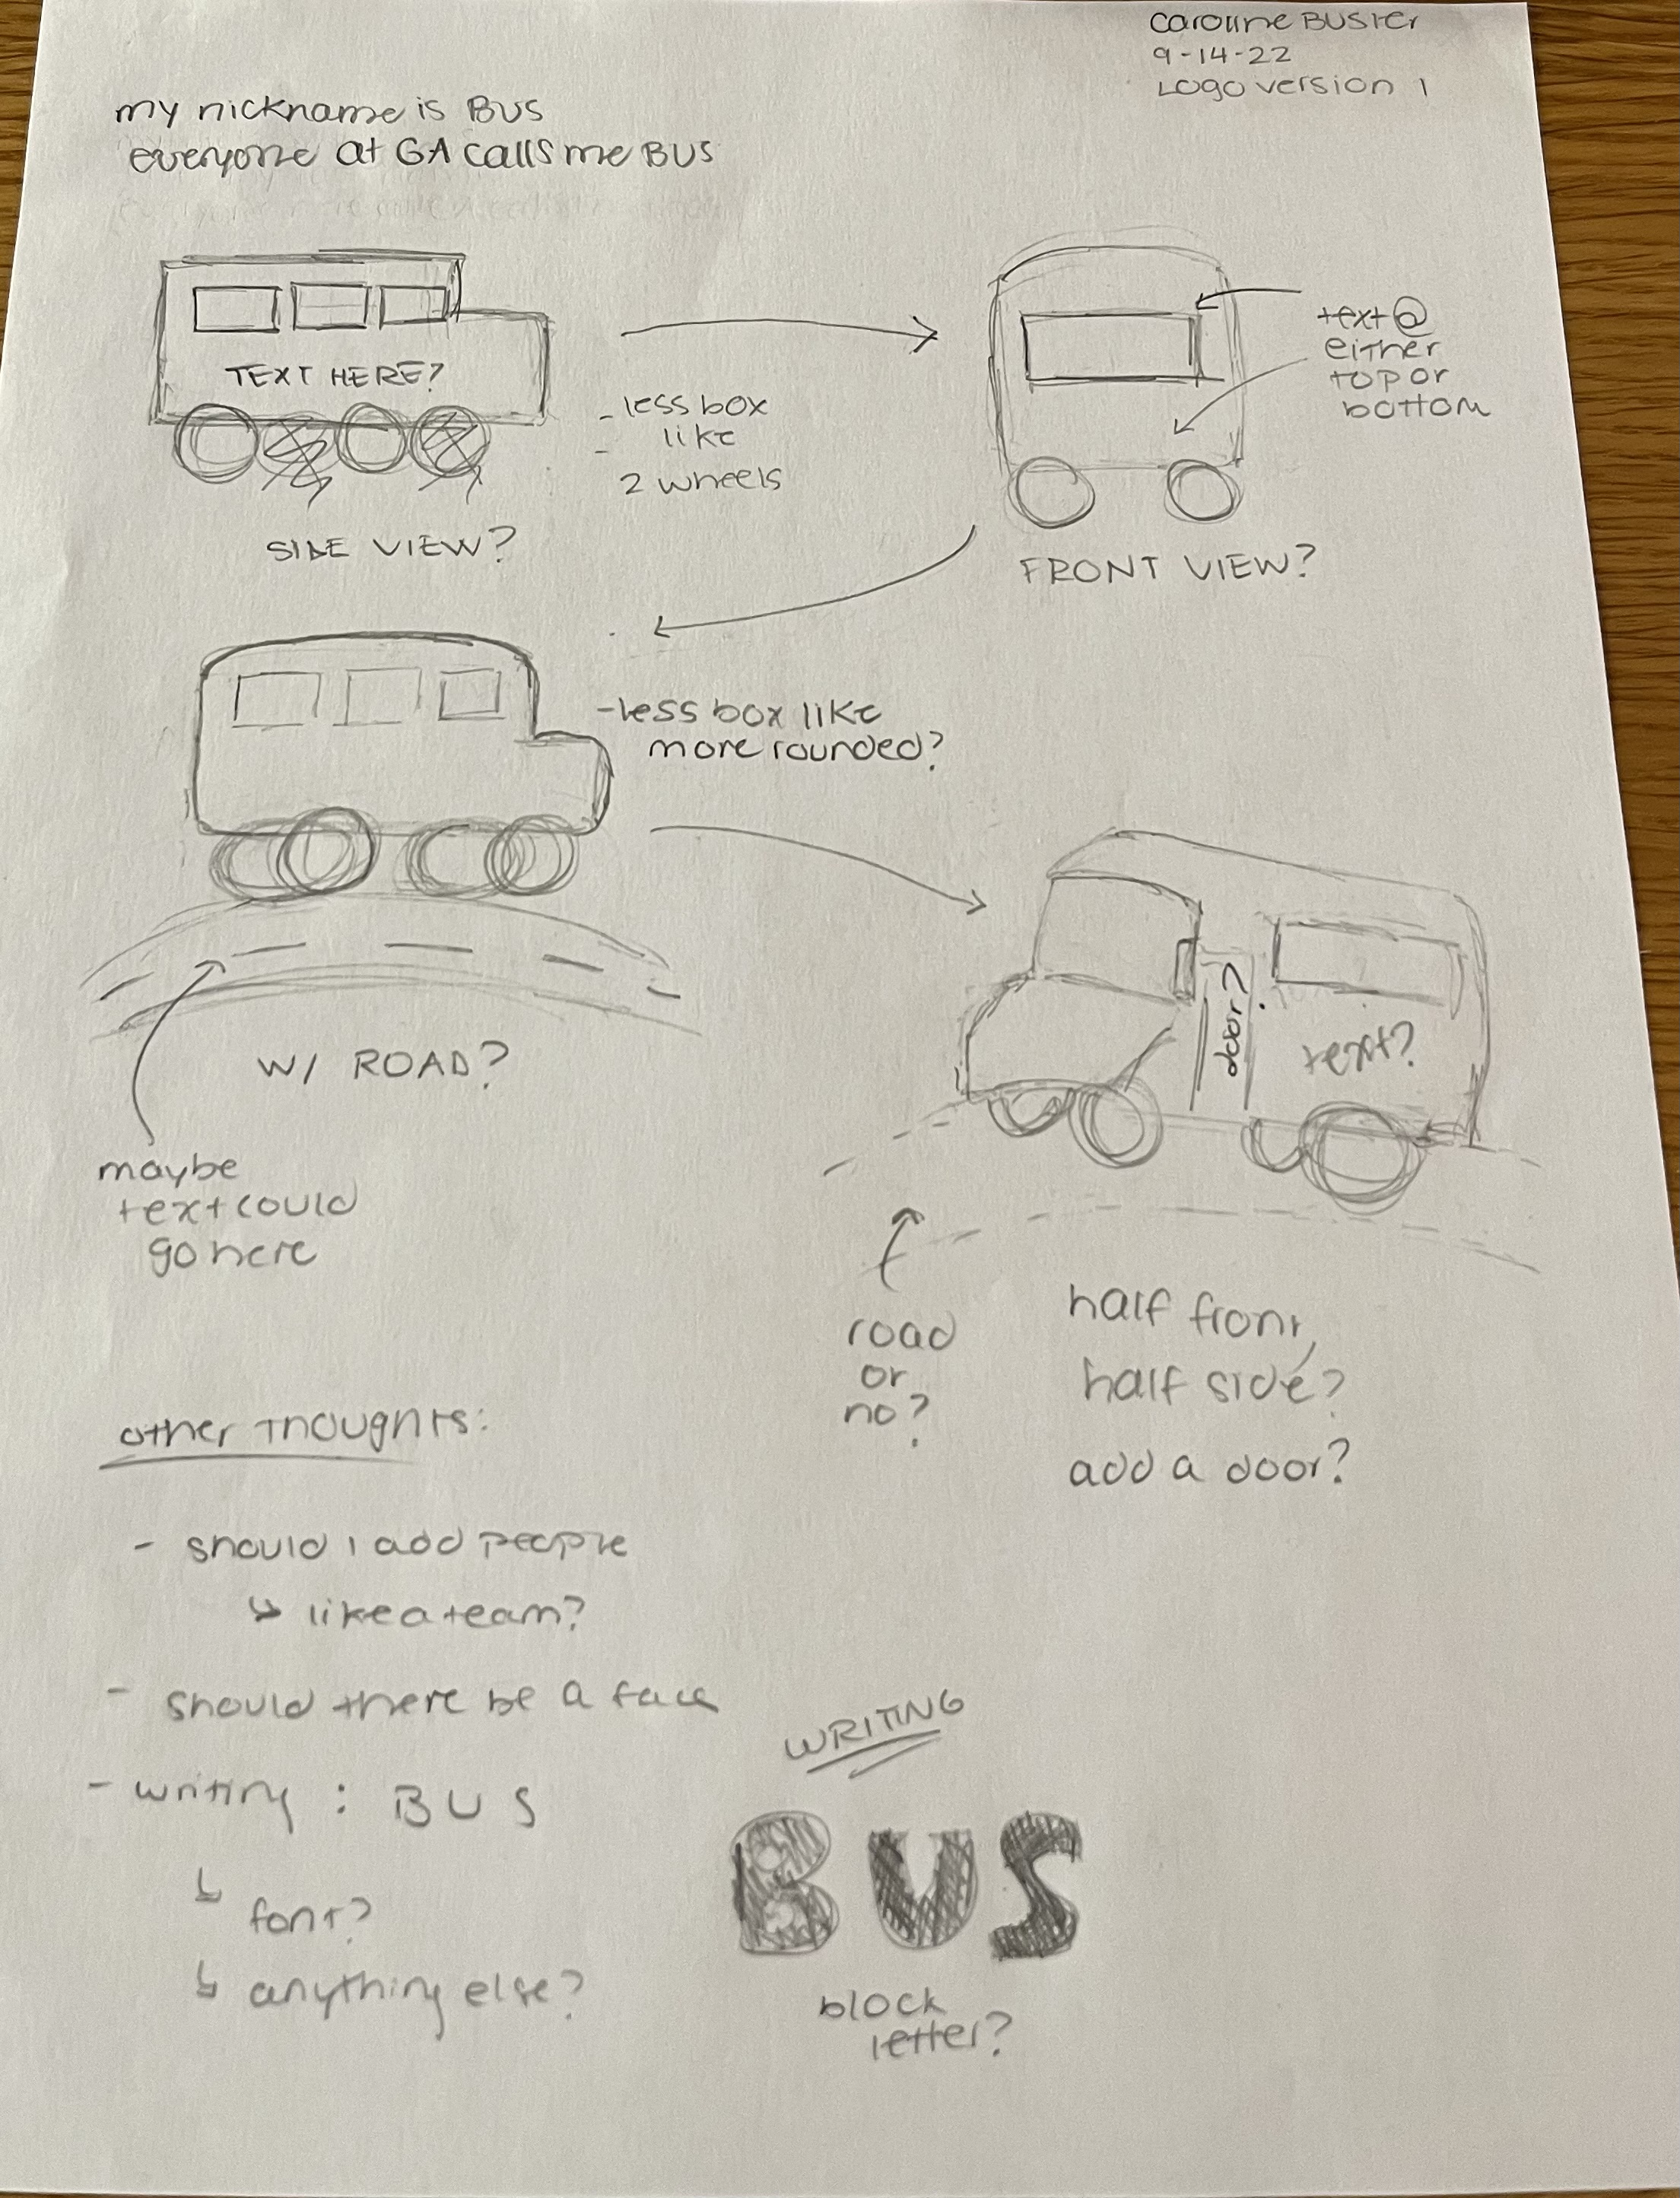 Caroline BUSTER
9-14-22
Logo version 1
my nickname is BUS
everyone at GA calls me BUS
TEXT HERE?
SIDE VIEW?
- less box
like
- 2 wheels
text @
either
top or
bottom
FRONT VIEW?
- less box like
more rounded?
W/ ROAD?
maybe
text could
go here
door?
text?
road
or
no?
half front,
half side?
add a door?
other thoughts:
- should I add people
↳ like a team?
- should there be a face
- writing : BUS
↳ font?
↳ anything else?
WRITING
BUS
block
letter?